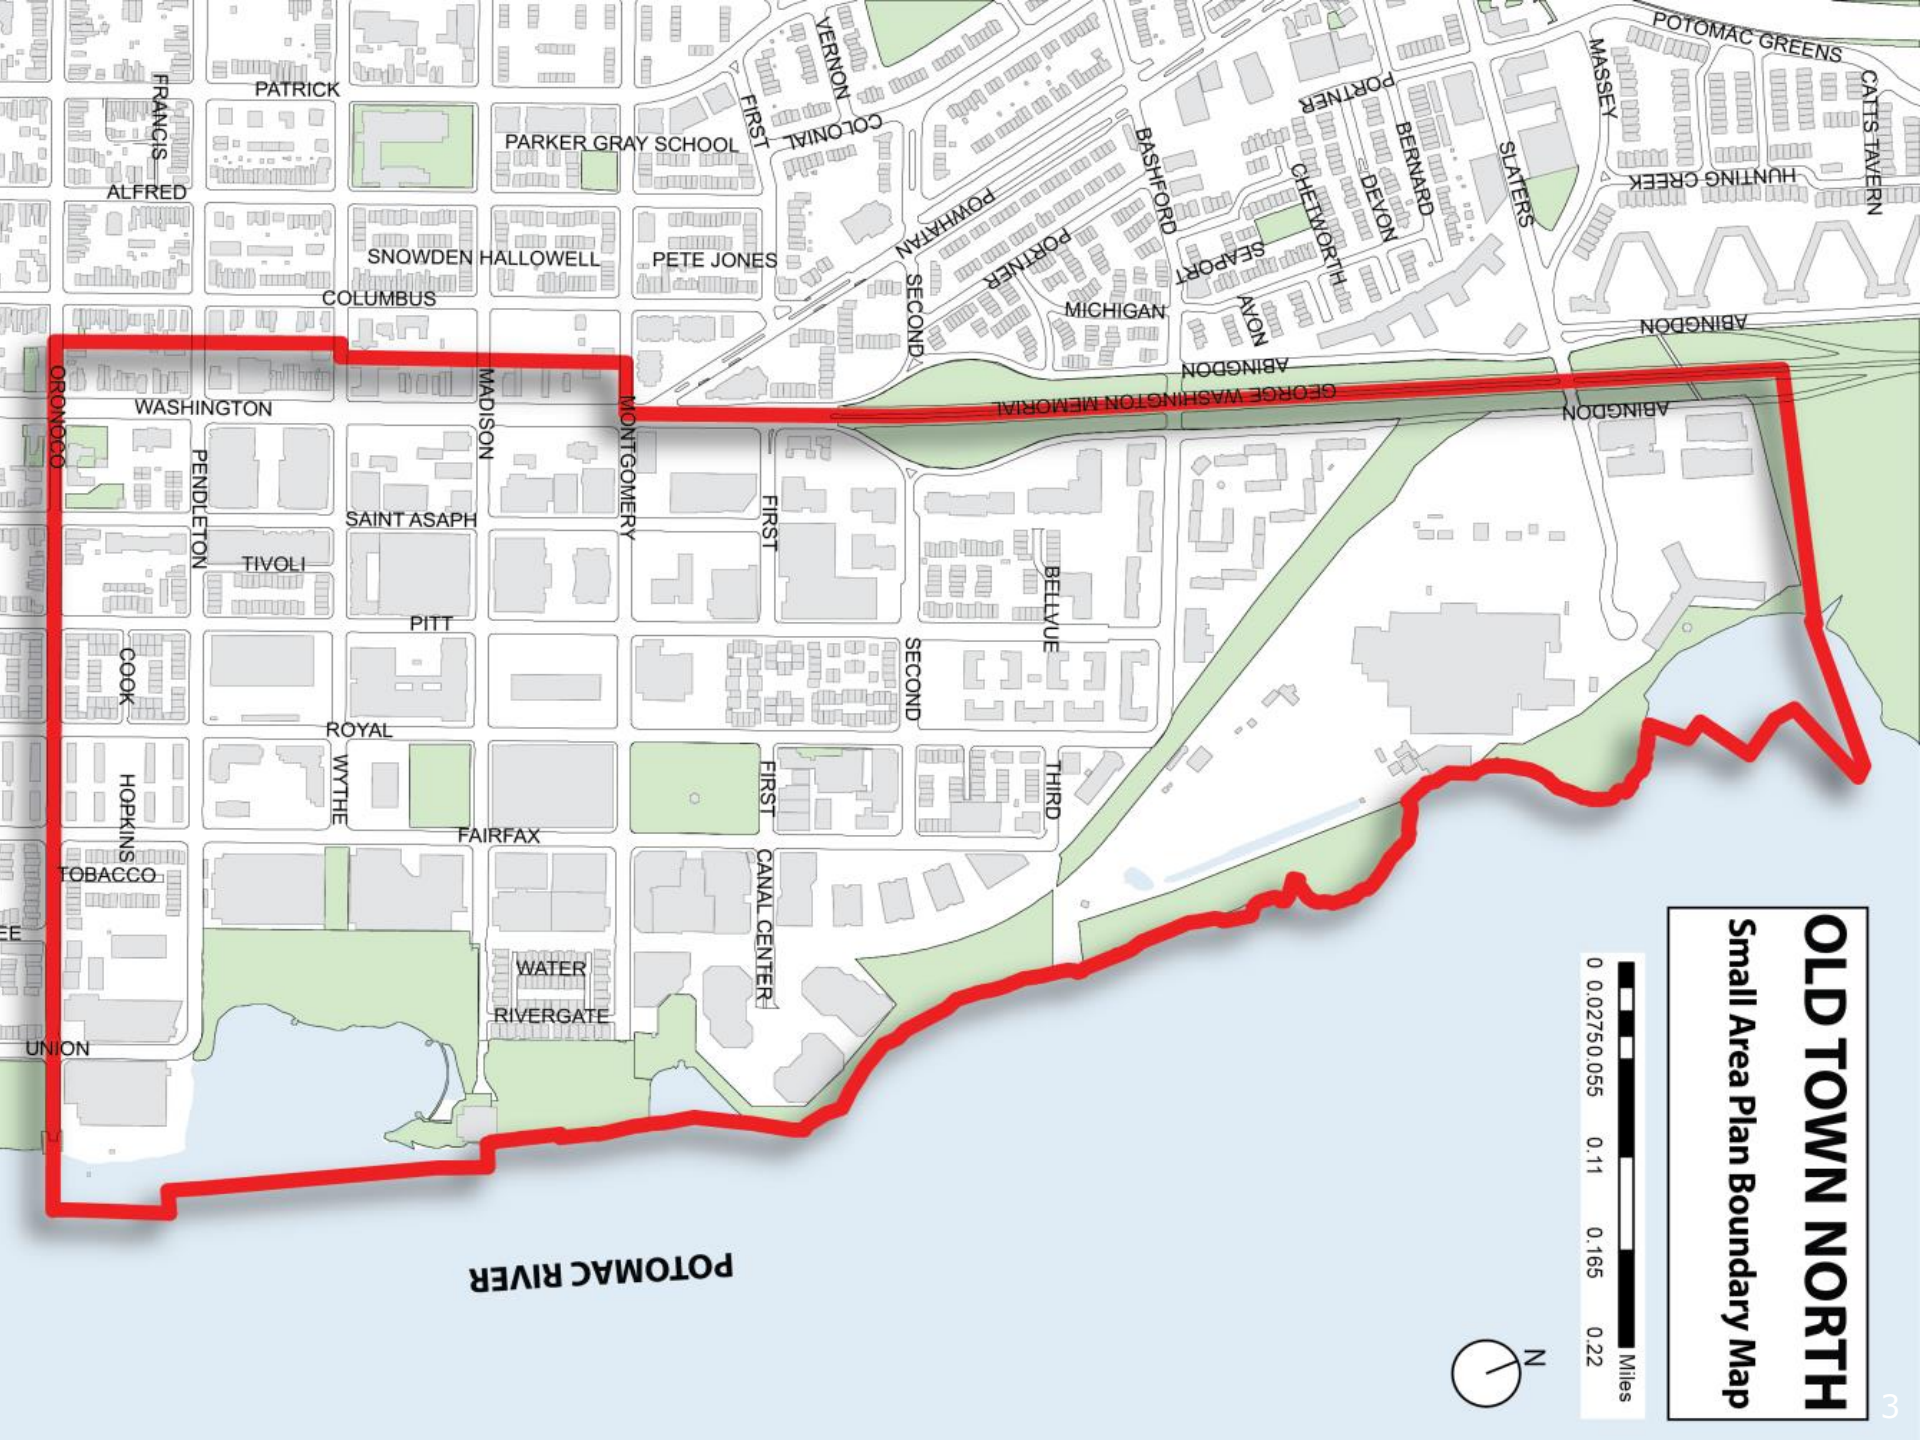 OLD TOWN NORTH
Small Area Plan Boundary Map
0 0.0275 0.055 0.11 0.165 0.22
Miles
N
POTOMAC RIVER
POTOMAC GREENS
MASSEY
CATTS TAVERN
VERNON
FRANCIS
PATRICK
PORTNER
FIRST
COLONIAL
BERNARD
BASHFORD
PARKER GRAY SCHOOL
SLATERS
HUNTING CREEK
CHETWORTH
DEVON
ALFRED
POWHATAN
PORTNER
SEAPORT
SNOWDEN HALLOWELL
PETE JONES
COLUMBUS
SECOND
MICHIGAN
AVON
ABINGDON
ABINGDON
ORONOCO
MADISON
WASHINGTON
MONTGOMERY
GEORGE WASHINGTON MEMORIAL
ABINGDON
PENDLETON
SAINT ASAPH
FIRST
TIVOLI
BELLVUE
PITT
COOK
SECOND
ROYAL
WYTHE
FIRST
THIRD
HOPKINS
FAIRFAX
TOBACCO
CANAL CENTER
EE
WATER
RIVERGATE
UNION
3